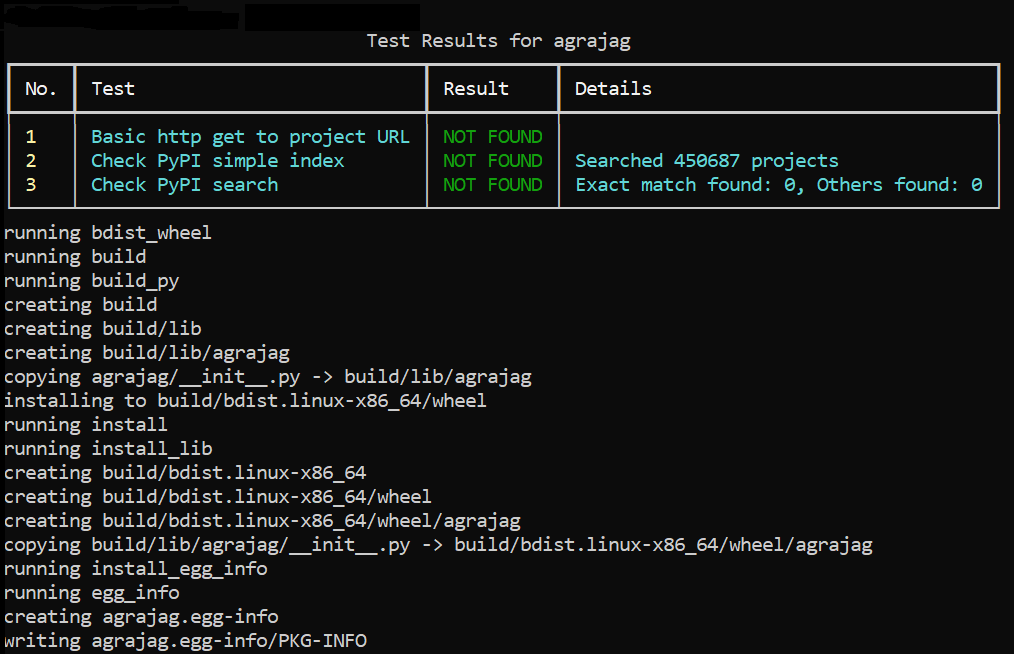 Test Results for agrajag
No. Test Result Details
1 Basic http get to project URL NOT FOUND
2 Check PyPI simple index NOT FOUND Searched 450687 projects
3 Check PyPI search NOT FOUND Exact match found: 0, Others found: 0
running bdist_wheel
running build
running build_py
creating build
creating build/lib
creating build/lib/agrajag
copying agrajag/__init__.py -> build/lib/agrajag
installing to build/bdist.linux-x86_64/wheel
running install
running install_lib
creating build/bdist.linux-x86_64
creating build/bdist.linux-x86_64/wheel
creating build/bdist.linux-x86_64/wheel/agrajag
copying build/lib/agrajag/__init__.py -> build/bdist.linux-x86_64/wheel/agrajag
running install_egg_info
running egg_info
creating agrajag.egg-info
writing agrajag.egg-info/PKG-INFO